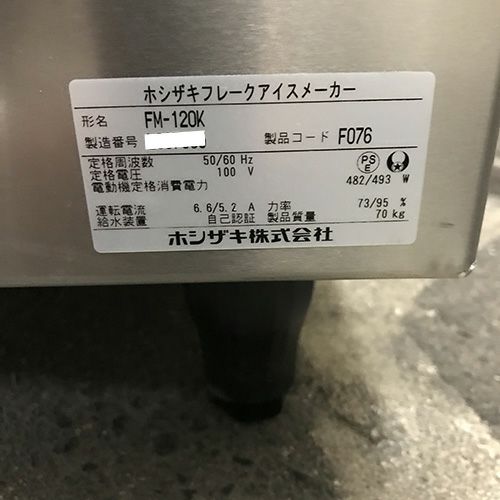 ホシザキフレークアイスメーカー
形名 FM-120K
製造番号 製品コード F076
定格周波数 50/60 Hz
定格電圧 100 V
電動機定格消費電力 482/493 W
PSE
運転電流 6.6/5.2 A 力率 73/95 %
給水装置 自己認証 製品質量 70 kg
ホシザキ株式会社